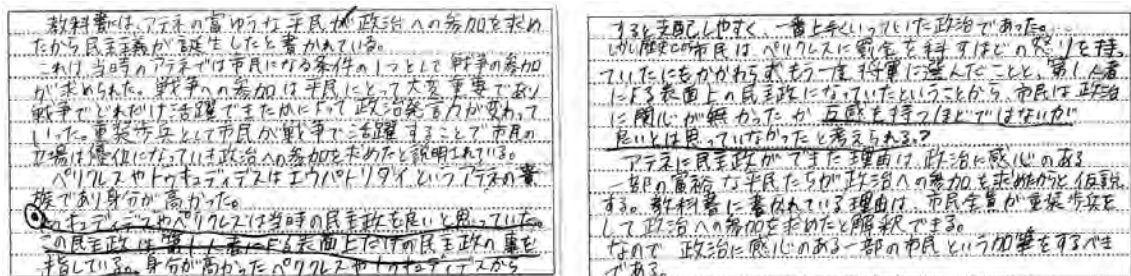 教科書は、アテネの富ゆうな平民が政治への参加を求め
たから民主主義が誕生したと書かれている。
これは当時のアテネでは市民になる条件の1つとして戦争の参加
が求められた。戦争への参加は平民にとって大変重要であり
戦争でどれだけ活躍できたかによって政治発言力が変わって
いった。重装歩兵として市民が戦争で活躍することで市民の
立場は優位になっていき政治への参加を求めたと説明されている。
ペリクレスやトゥキュディデスはエウパトリダイというアテネの貴
族であり身分が高かった。
トゥキュディデスやペリクレスは当時の民主政を良いと思っていた。
この民主政は第1人者による表面上だけの民主政の事を
指している。身分が高かったペリクレスやトゥキュディデスから
すると支配しやすく、一番上手くいっていた政治であった。
しかし市民は ペリクレスに罰金を科すほどの怒りを持っ
ていたにもかかわらずもう一度将軍に選んだことと、第1人者
による表面上の民主政になっていたということから、市民は政治
に関心が無かったか 反感を持つほどではないが
良いとは思っていなかったと考えられる?
アテネに民主政ができた理由は、政治に感心のある
一部の富裕な平民たちが政治への参加を求めたからと仮説
する。教科書に書かれている理由は、市民全員が重装歩兵を
して政治への参加を求めたと解釈できる。
なので 政治に感心のある一部の市民という加筆をするべき
である。